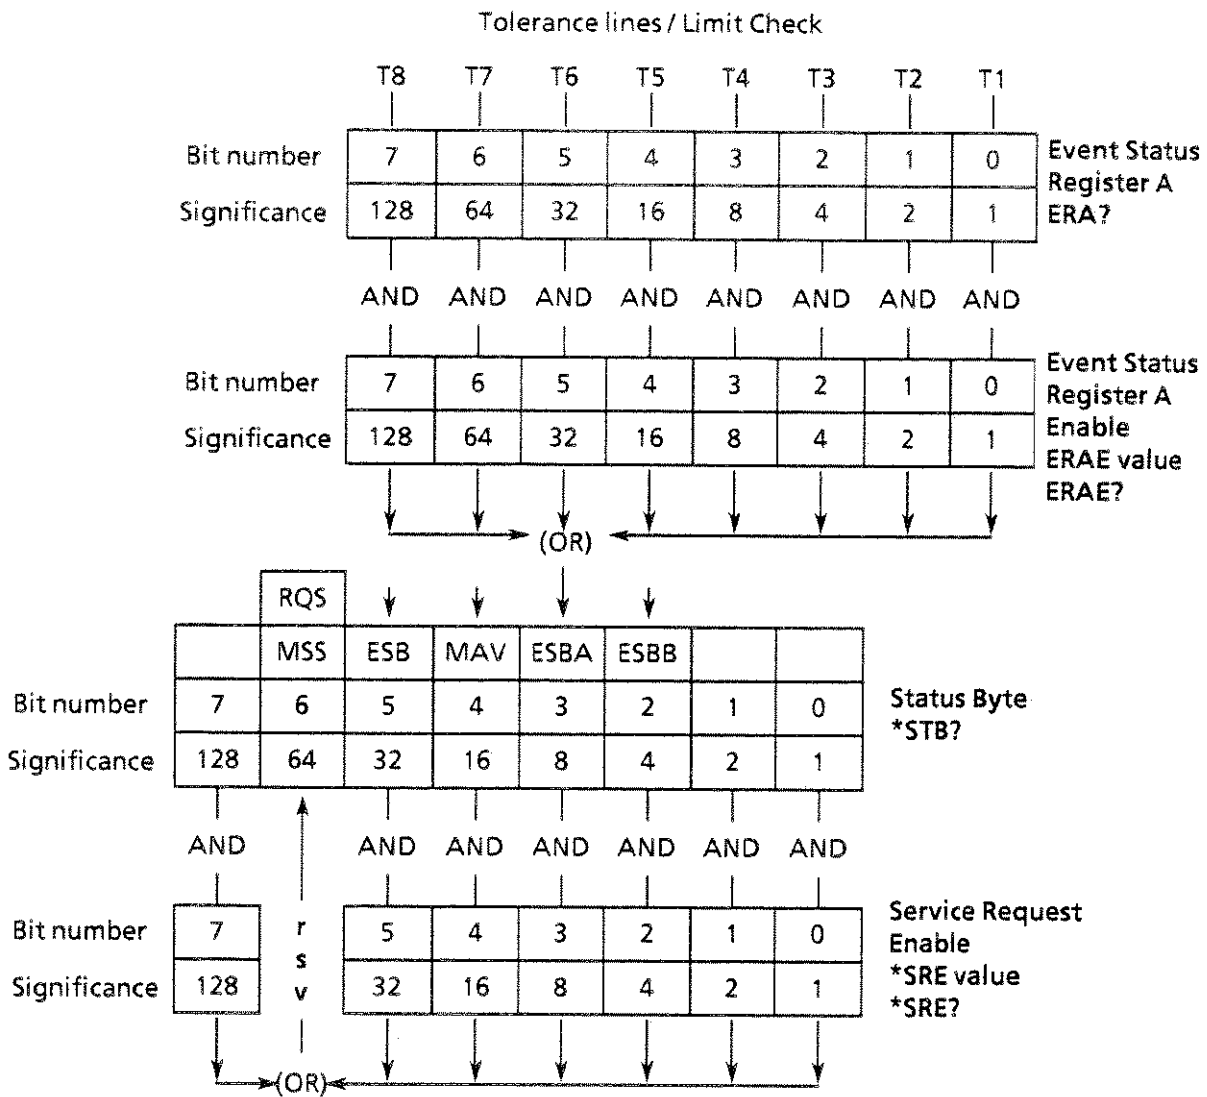 Tolerance lines / Limit Check
T8 T7 T6 T5 T4 T3 T2 T1
Bit number 7 6 5 4 3 2 1 0
Significance 128 64 32 16 8 4 2 1
Event Status
Register A
ERA?
AND AND AND AND AND AND AND AND
Bit number 7 6 5 4 3 2 1 0
Significance 128 64 32 16 8 4 2 1
Event Status
Register A
Enable
ERAE value
ERAE?
(OR)
RQS
MSS ESB MAV ESBA ESBB
Bit number 7 6 5 4 3 2 1 0
Significance 128 64 32 16 8 4 2 1
Status Byte
*STB?
AND AND AND AND AND AND AND
Bit number 7 5 4 3 2 1 0
Significance 128 32 16 8 4 2 1
r
s
v
Service Request
Enable
*SRE value
*SRE?
(OR)